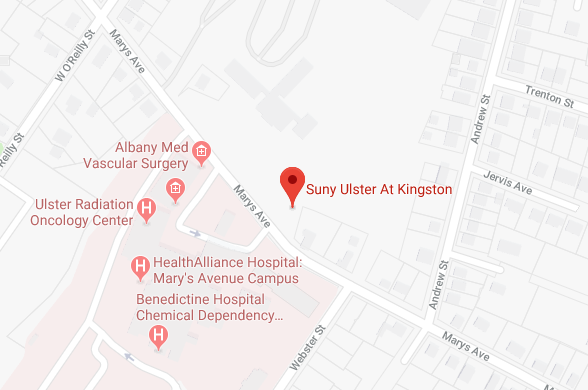 W O'Reilly St
Marys Ave
Trenton St
Andrew St
Reilly St
Albany Med
Vascular Surgery
Jervis Ave
Suny Ulster At Kingston
Ulster Radiation
Oncology Center
Marys Ave
HealthAlliance Hospital:
Mary's Avenue Campus
Benedictine Hospital
Chemical Dependency...
Andrew St
Webster St
Marys Ave
H
H
H